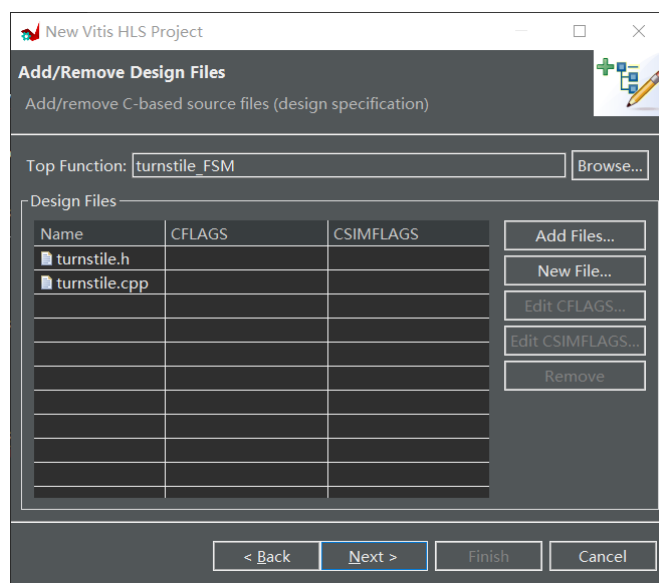 New Vitis HLS Project
Add/Remove Design Files
Add/remove C-based source files (design specification)
Top Function: turnstile_FSM Browse...
Design Files
Name CFLAGS CSIMFLAGS
Add Files...
turnstile.h
New File...
turnstile.cpp
Edit CFLAGS...
Edit CSIMFLAGS...
Remove
< Back Next > Finish Cancel